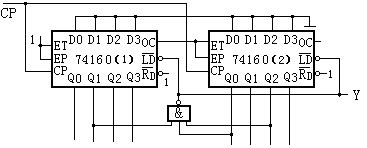 CP
D0 D1 D2 D3 D0 D1 D2 D3
1 ET OC ET OC
EP 74160(1) LD EP 74160(2) LD
CP RD CP RD
1 1
Q0 Q1 Q2 Q3 Q0 Q1 Q2 Q3
Y
&